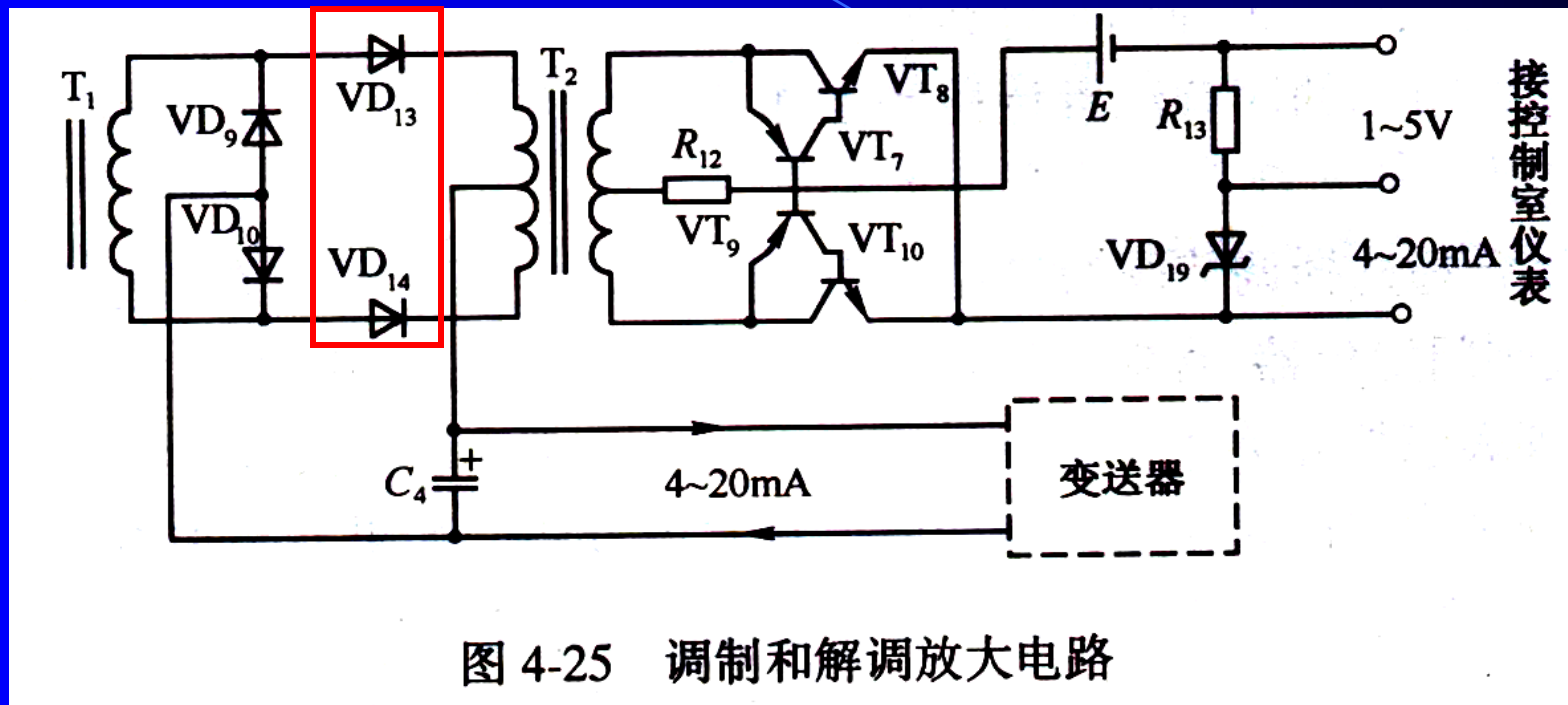 T₁
VD₉
VD₁₀
VD₁₃
VD₁₄
T₂
R₁₂
VT₈
VT₇
VT₉
VT₁₀
E
R₁₃
VD₁₉
1~5V
4~20mA
接控制室仪表
C₄
+
4~20mA
变送器
图 4-25 调制和解调放大电路